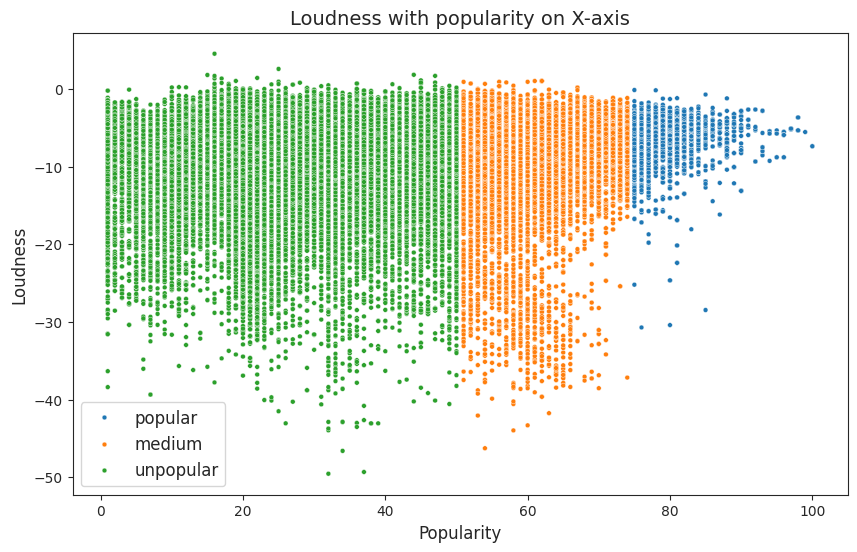 Loudness with popularity on X-axis
Loudness
0
−10
−20
−30
−40
−50
popular
medium
unpopular
0 20 40 60 80 100
Popularity